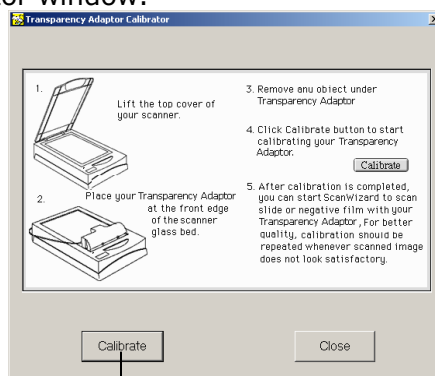 or window.
Transparency Adaptor Calibrator
1.
Lift the top cover of
your scanner.
2.
Place your Transparency Adaptor
at the front edge
of the scanner
glass bed.
3. Remove anu object under
Transparency Adaptor
4. Click Calibrate button to start
calibrating your Transparency
Adaptor.
Calibrate
5. After calibration is completed,
you can start ScanWizard to scan
slide or negative film with your
Transparency Adaptor, For better
quality, calibration should be
repeated whenever scanned image
does not look satisfactory.
Calibrate
Close